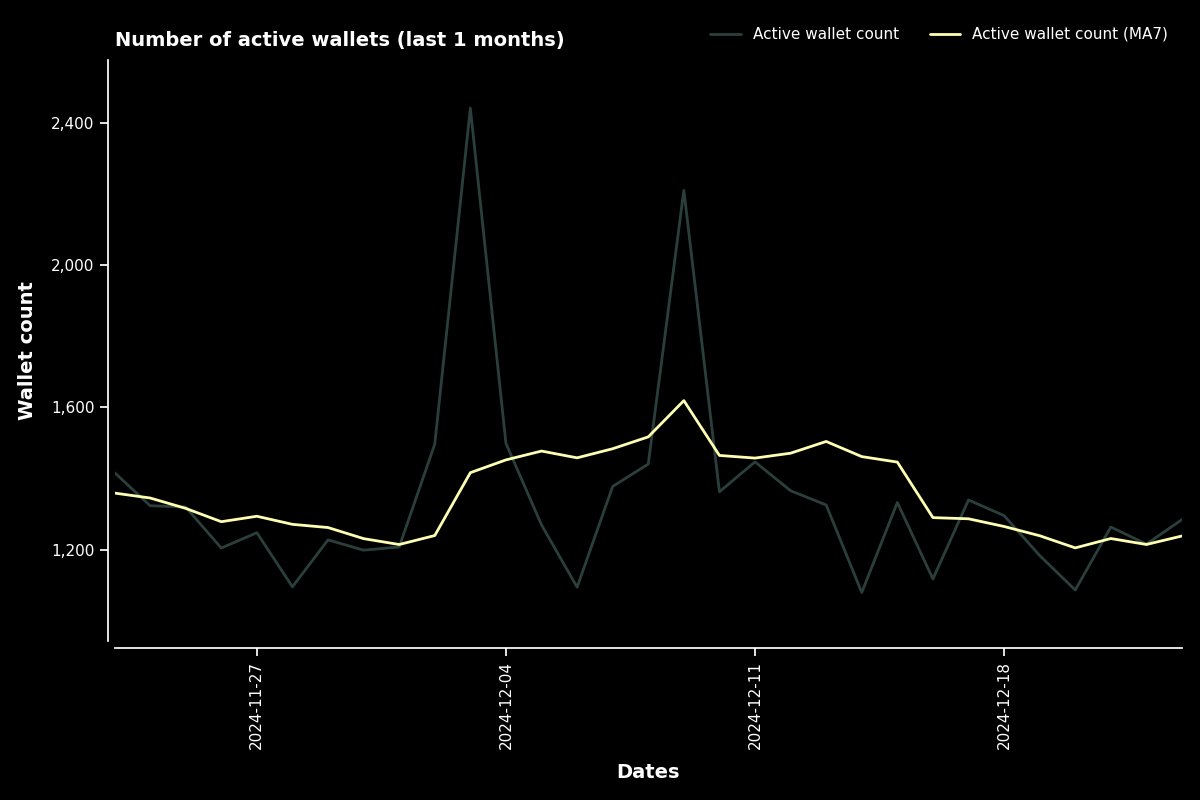 Number of active wallets (last 1 months)
Active wallet count
Active wallet count (MA7)
Wallet count
2,400
2,000
1,600
1,200
2024-11-27
2024-12-04
2024-12-11
2024-12-18
Dates